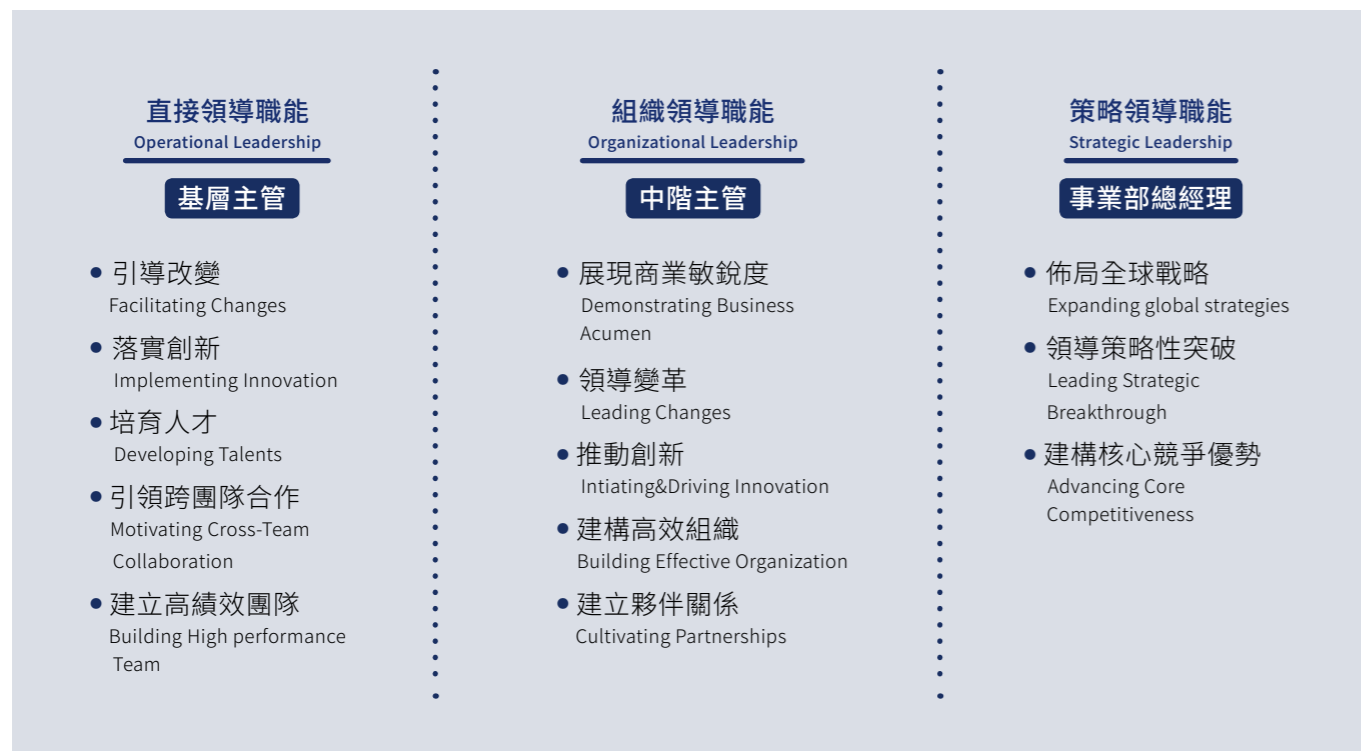 直接領導職能
Operational Leadership
基層主管
引導改變
Facilitating Changes
落實創新
Implementing Innovation
培育人才
Developing Talents
引領跨團隊合作
Motivating Cross-Team
Collaboration
建立高績效團隊
Building High performance
Team
組織領導職能
Organizational Leadership
中階主管
展現商業敏銳度
Demonstrating Business
Acumen
領導變革
Leading Changes
推動創新
Intiating&Driving Innovation
建構高效組織
Building Effective Organization
建立夥伴關係
Cultivating Partnerships
策略領導職能
Strategic Leadership
事業部總經理
佈局全球戰略
Expanding global strategies
領導策略性突破
Leading Strategic
Breakthrough
建構核心競爭優勢
Advancing Core
Competitiveness